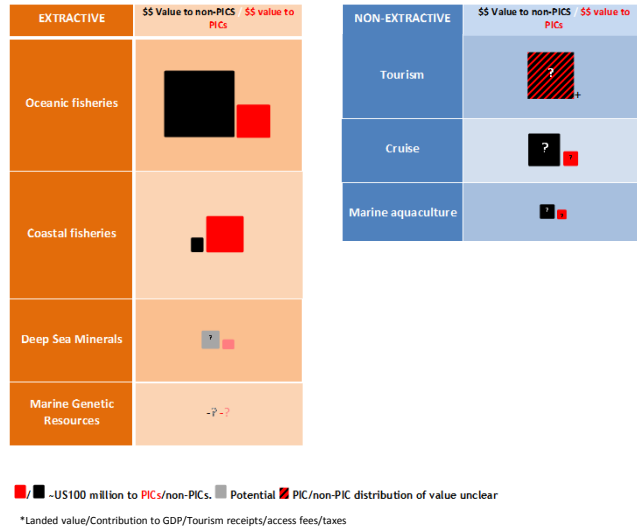 EXTRACTIVE
$$ Value to non-PICS / $$ value to
PICs
Oceanic fisheries
Coastal fisheries
Deep Sea Minerals
?
Marine Genetic
Resources
-?-?
NON-EXTRACTIVE
$$ Value to non-PICS / $$ value to
PICs
Tourism
?
+
Cruise
? ?
Marine aquaculture
? ?
/ ~US100 million to PICs/non-PICs. Potential PIC/non-PIC distribution of value unclear
*Landed value/Contribution to GDP/Tourism receipts/access fees/taxes